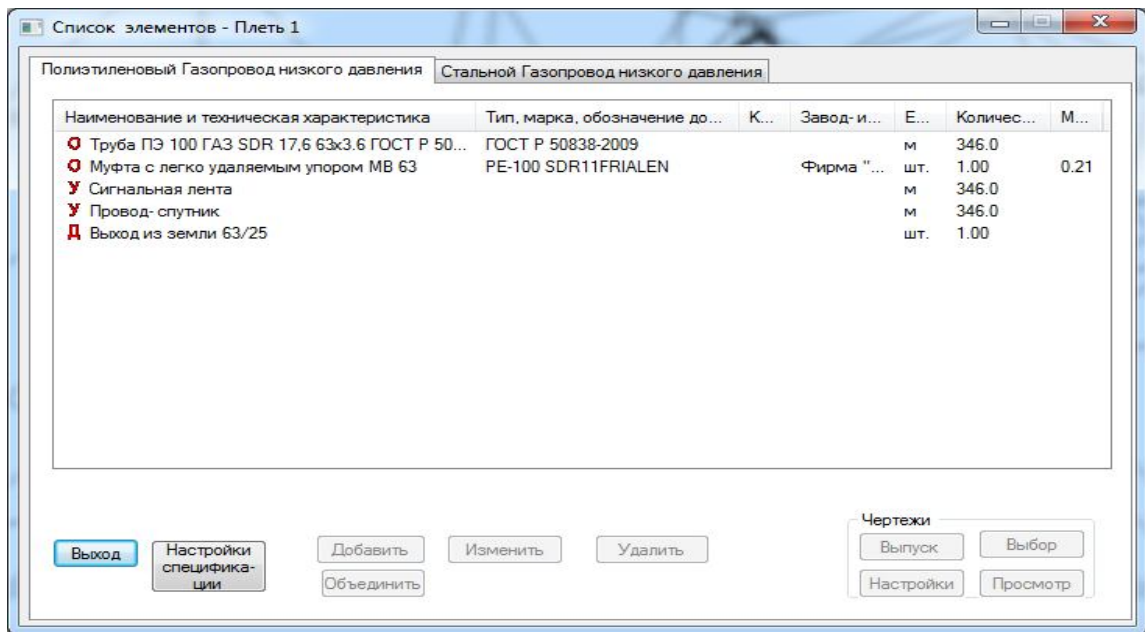 Список элементов - Плеть 1
Полиэтиленовый Газопровод низкого давления Стальной Газопровод низкого давления
Наименование и техническая характеристика Тип, марка, обозначение до... К... Завод- и... Е... Количес... М...
О Труба ПЭ 100 ГАЗ SDR 17,6 63x3.6 ГОСТ Р 50... ГОСТ Р 50838-2009 м 346.0
О Муфта с легко удаляемым упором МВ 63 PE-100 SDR11FRIALEN Фирма "... шт. 1.00 0.21
У Сигнальная лента м 346.0
У Провод- спутник м 346.0
Д Выход из земли 63/25 шт. 1.00
Чертежи
Выход Настройки Добавить Изменить Удалить Выпуск Выбор
специфика-
ции Объединить Настройки Просмотр